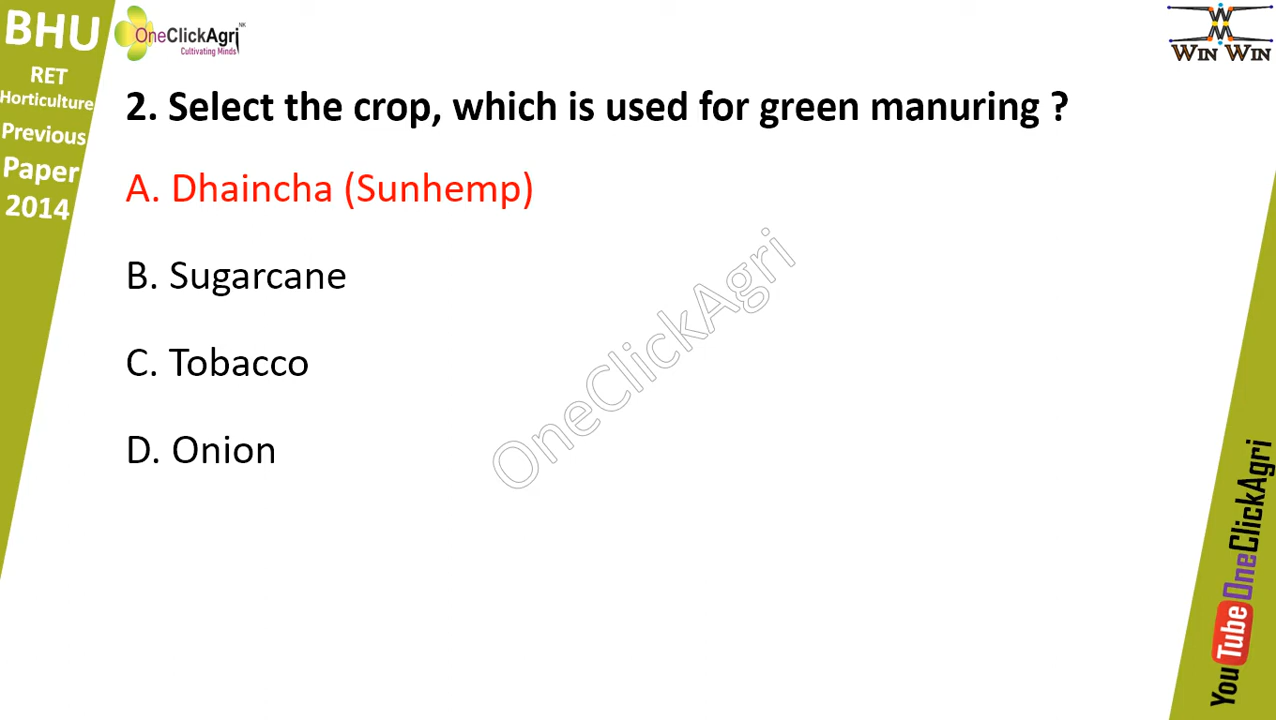 BHU
RET
Horticulture
Previous
Paper
2014
OneClickAgri NK
Cultivating Minds
WIN WIN
2. Select the crop, which is used for green manuring ?
A. Dhaincha (Sunhemp)
B. Sugarcane
C. Tobacco
D. Onion
OneClickAgri
YouTube OneClickAgri